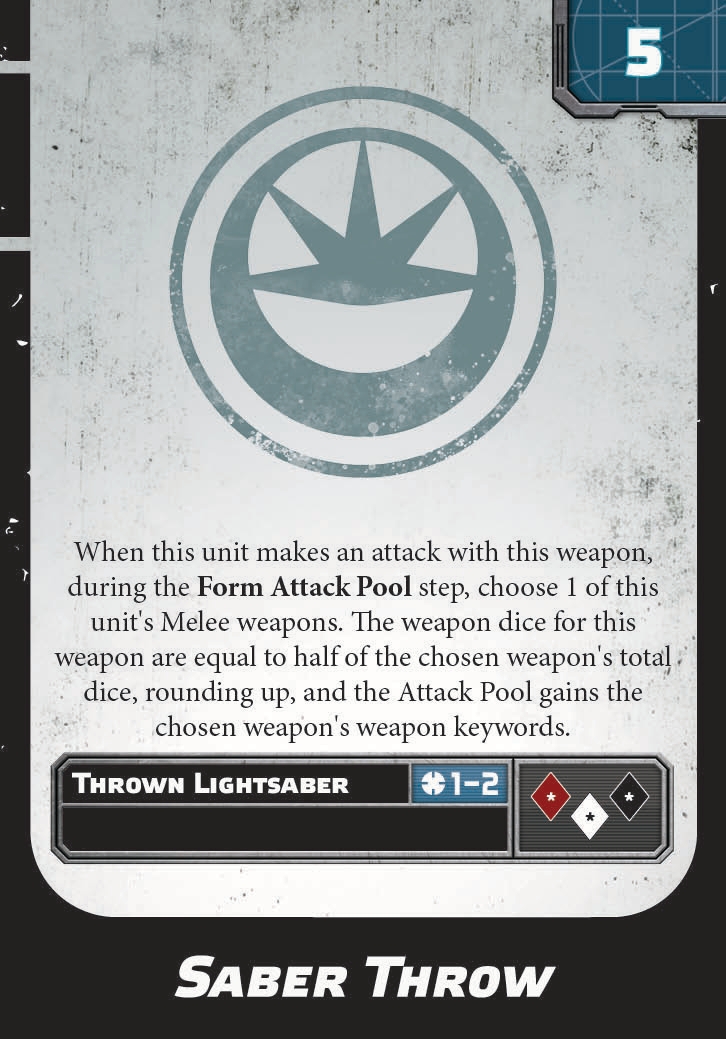 5
When this unit makes an attack with this weapon,
during the Form Attack Pool step, choose 1 of this
unit's Melee weapons. The weapon dice for this
weapon are equal to half of the chosen weapon's total
dice, rounding up, and the Attack Pool gains the
chosen weapon's weapon keywords.
Thrown Lightsaber 1–2
* * *
Saber Throw